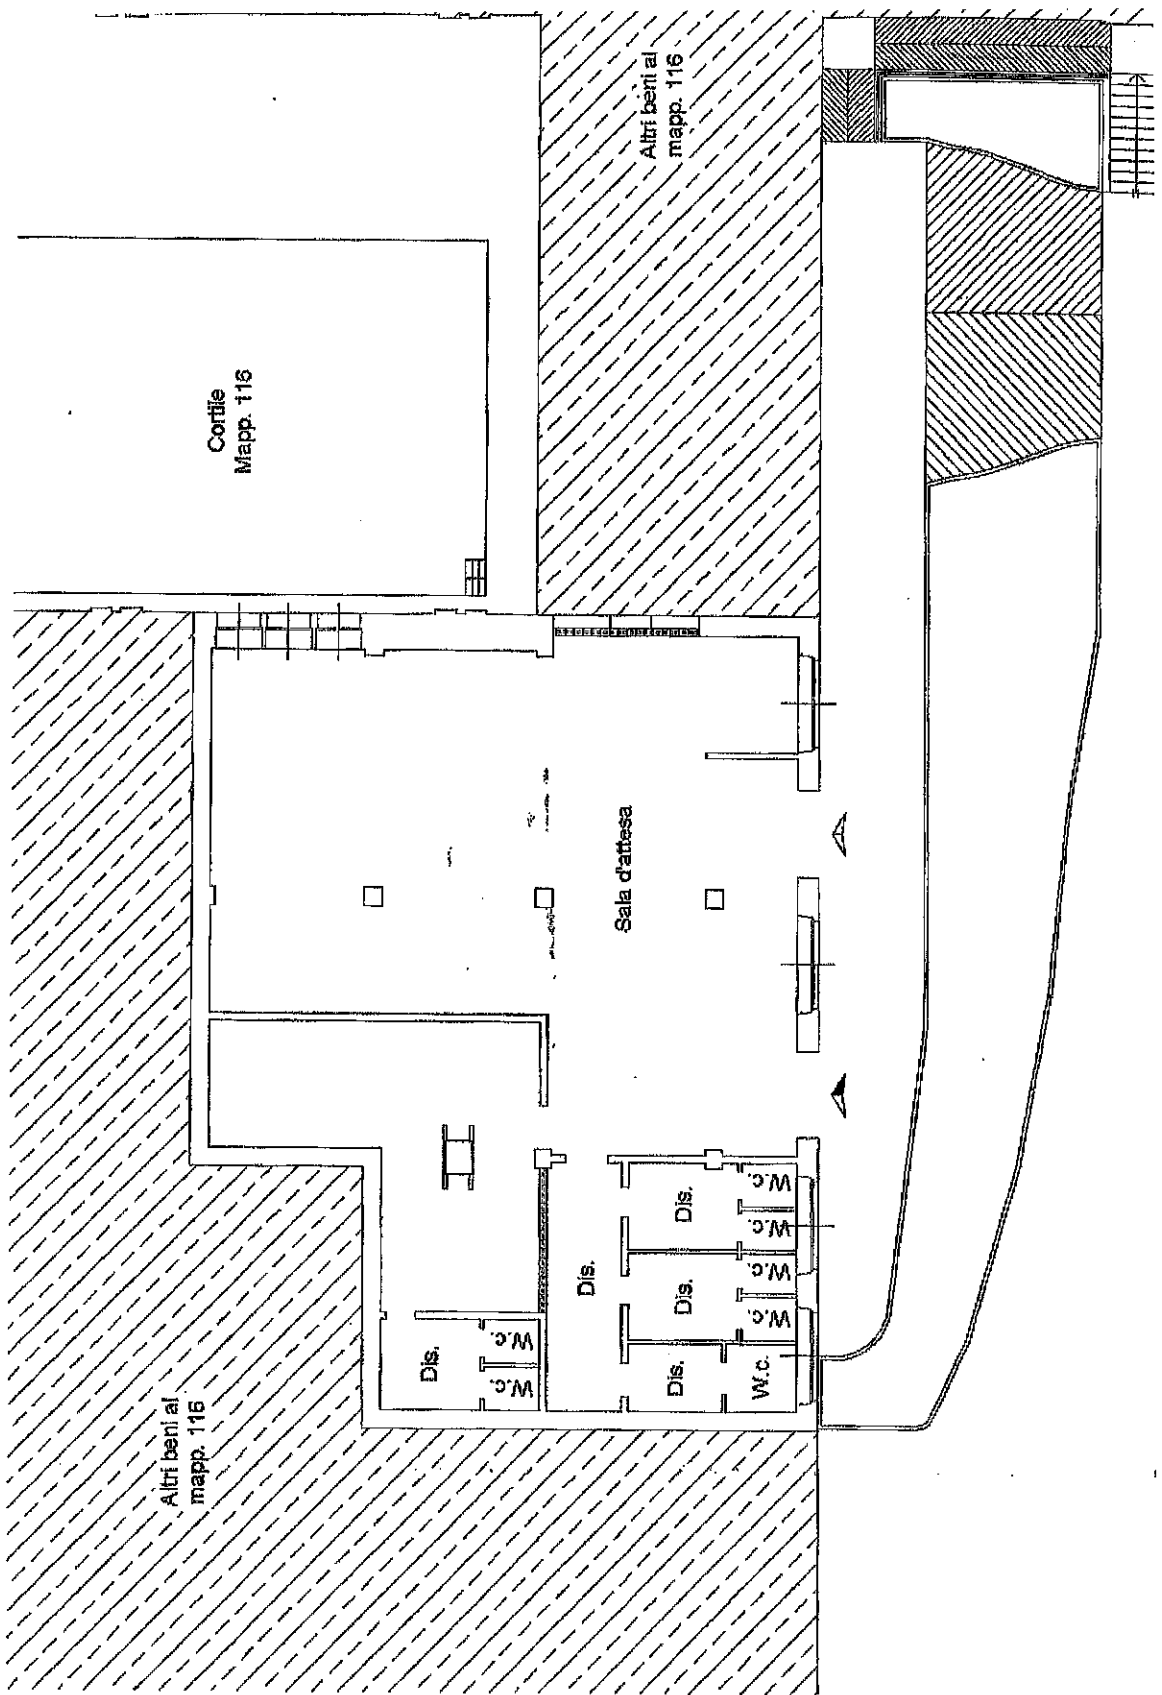 Altri beni al
mapp. 116
Cortile
Mapp. 116
Dis.
W.c.
W.c.
Dis.
Sala d'attesa
Altri beni al
mapp. 116
Dis.
Dis.
Dis.
W.c.
W.c.
W.c.
W.c.
W.c.